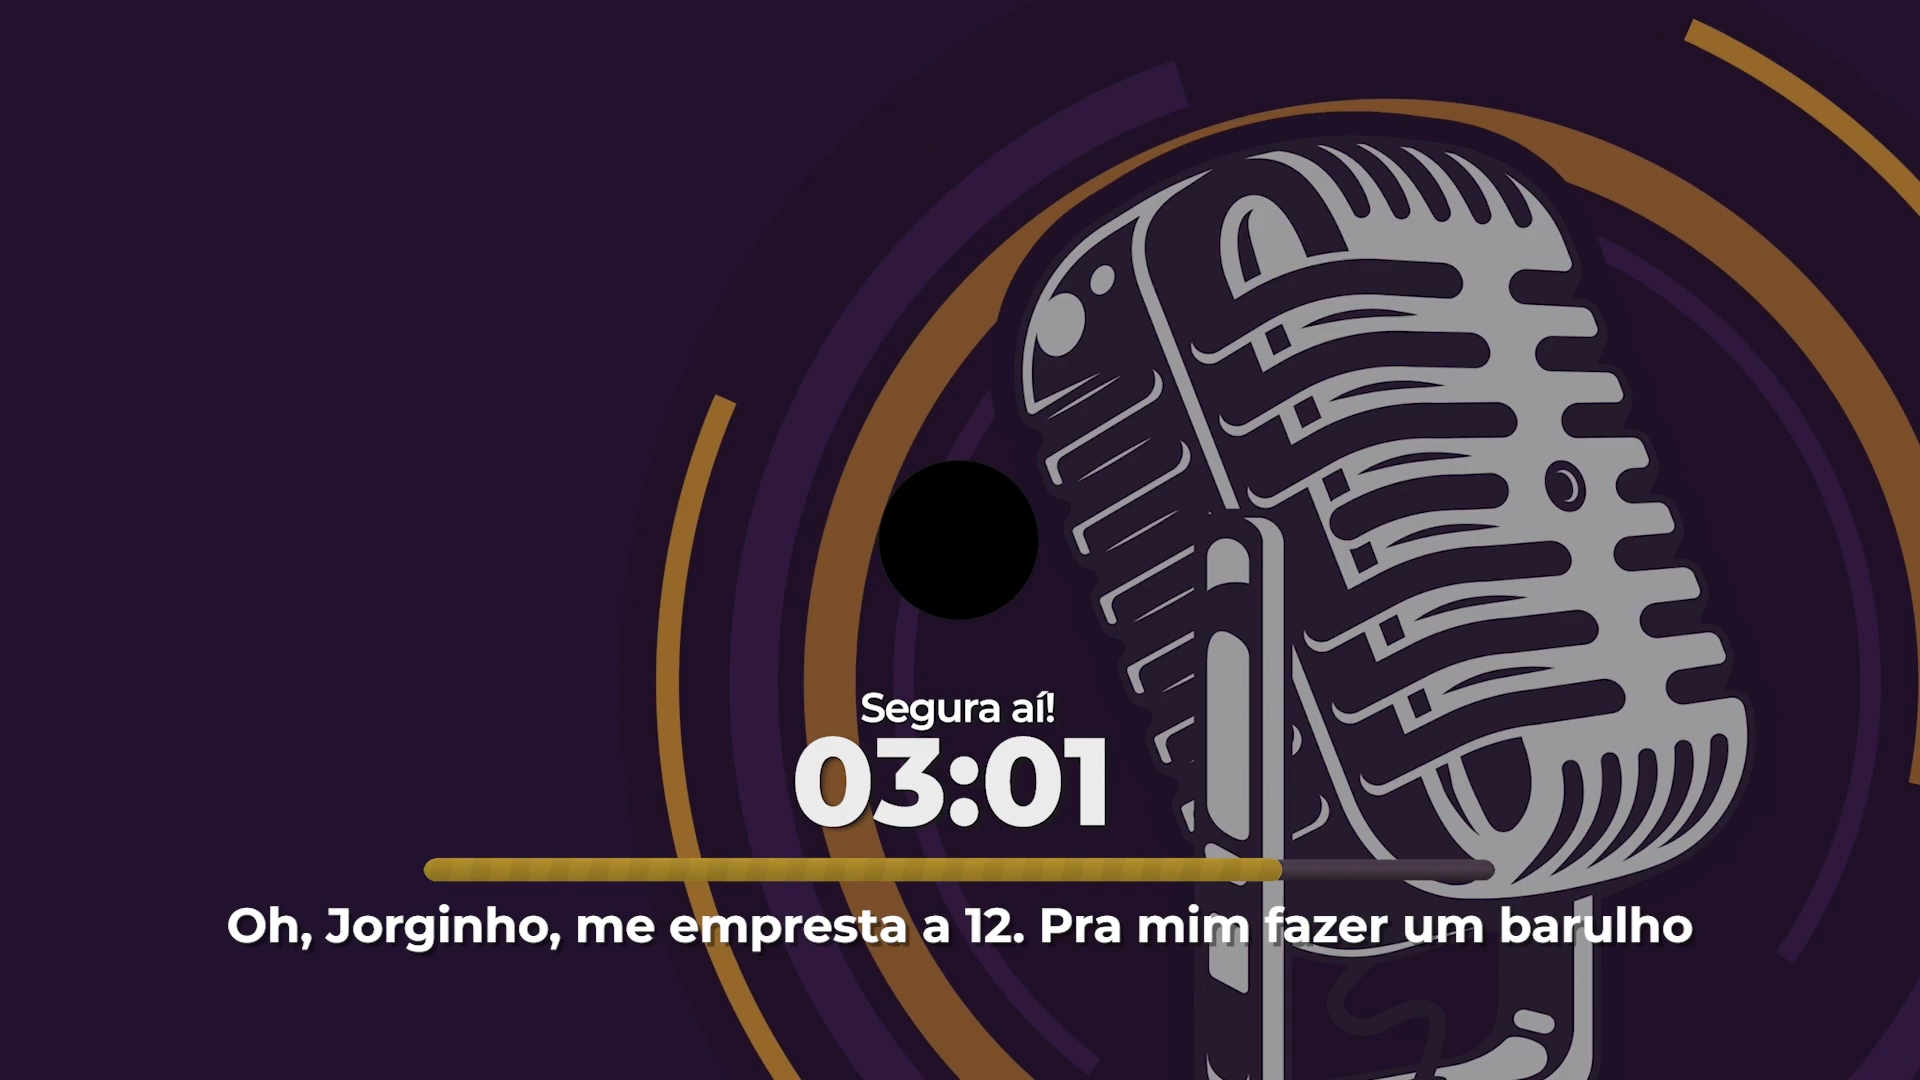 Segura aí!
03:01
Oh, Jorginho, me empresta a 12. Pra mim fazer um barulho